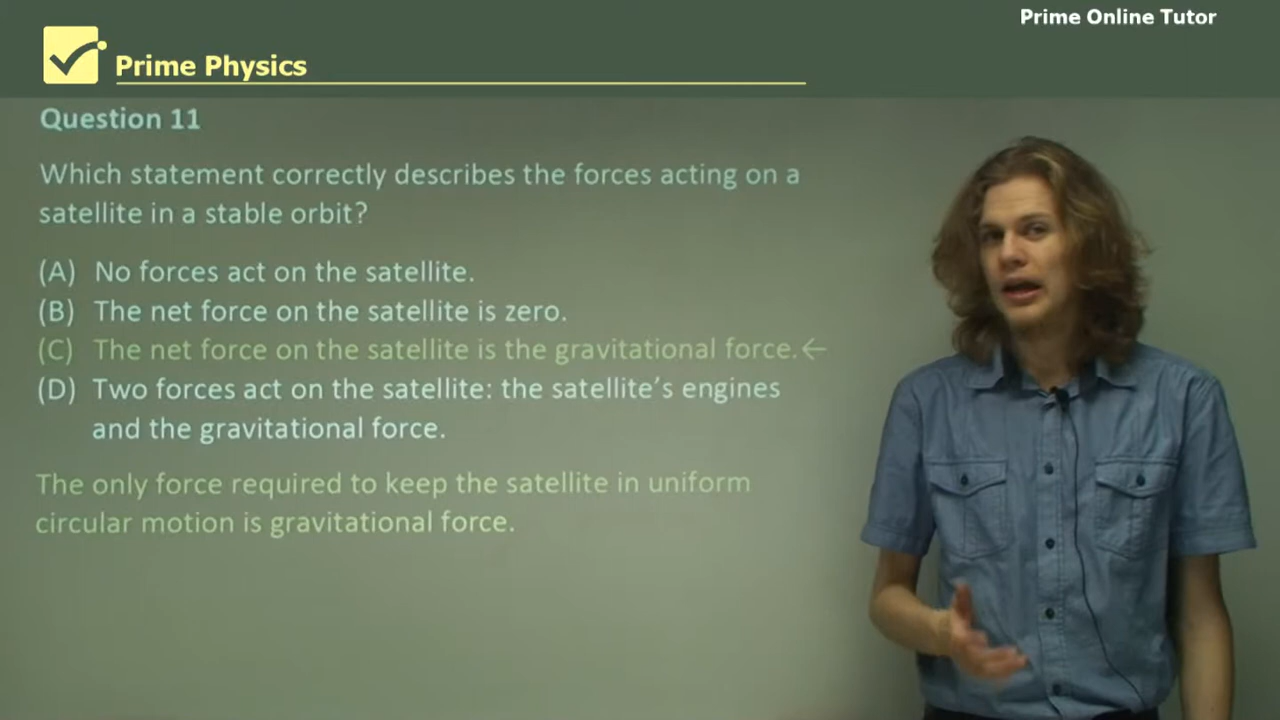 Prime Online Tutor
Prime Physics
Question 11
Which statement correctly describes the forces acting on a
satellite in a stable orbit?
(A) No forces act on the satellite.
(B) The net force on the satellite is zero.
(C) The net force on the satellite is the gravitational force.←
(D) Two forces act on the satellite: the satellite’s engines
and the gravitational force.
The only force required to keep the satellite in uniform
circular motion is gravitational force.